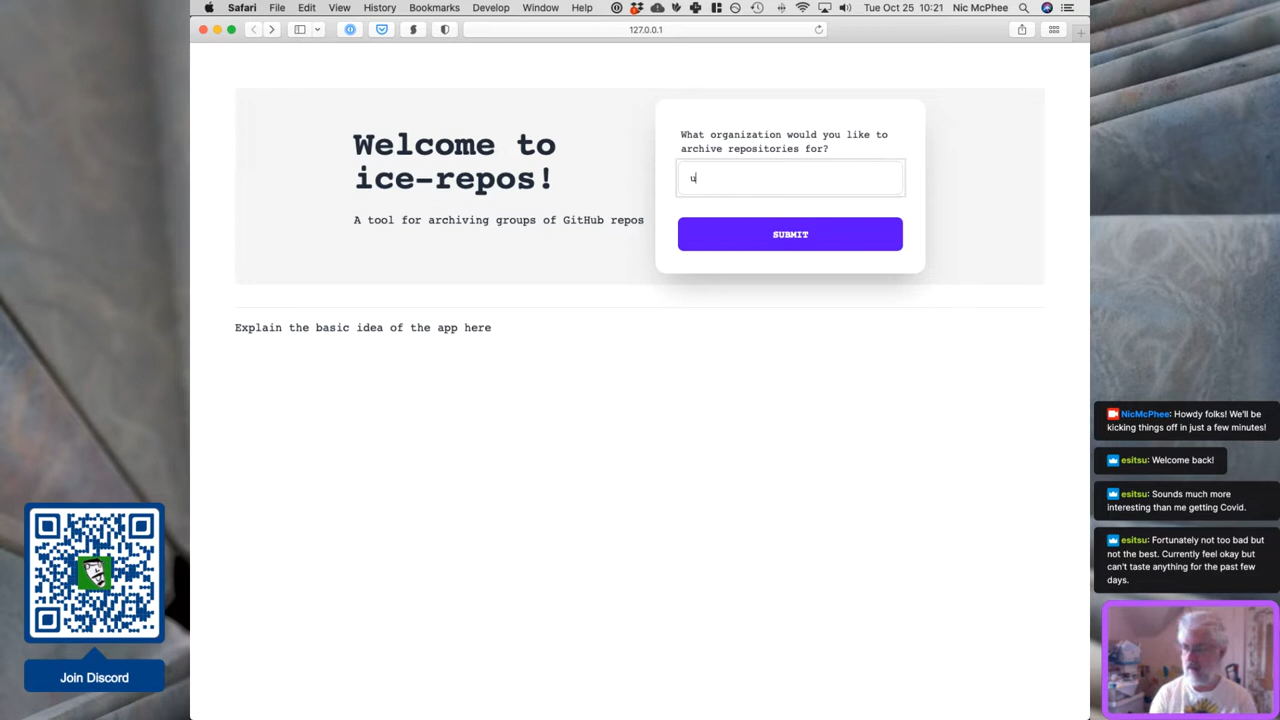 Safari File Edit View History Bookmarks Develop Window Help Tue Oct 25 10:21 Nic McPhee
127.0.0.1
Welcome to
ice-repos!
A tool for archiving groups of GitHub repos
What organization would you like to
archive repositories for?
u
SUBMIT
Explain the basic idea of the app here
NicMcPhee: Howdy folks! We'll be
kicking things off in just a few minutes!
esitsu: Welcome back!
esitsu: Sounds much more
interesting than me getting Covid.
esitsu: Fortunately not too bad but
not the best. Currently feel okay but
can't taste anything for the past few
days.
Join Discord